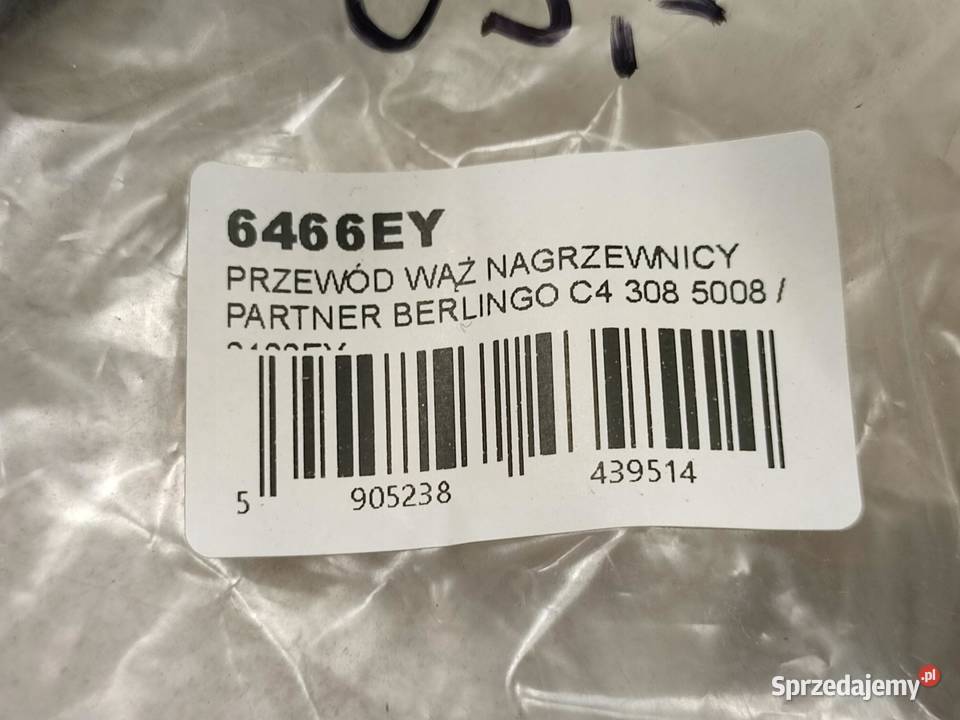 6466EY
PRZEWÓD WĄŻ NAGRZEWNICY
PARTNER BERLINGO C4 308 5008 /
5 905238 439514
Sprzedajemy.pl